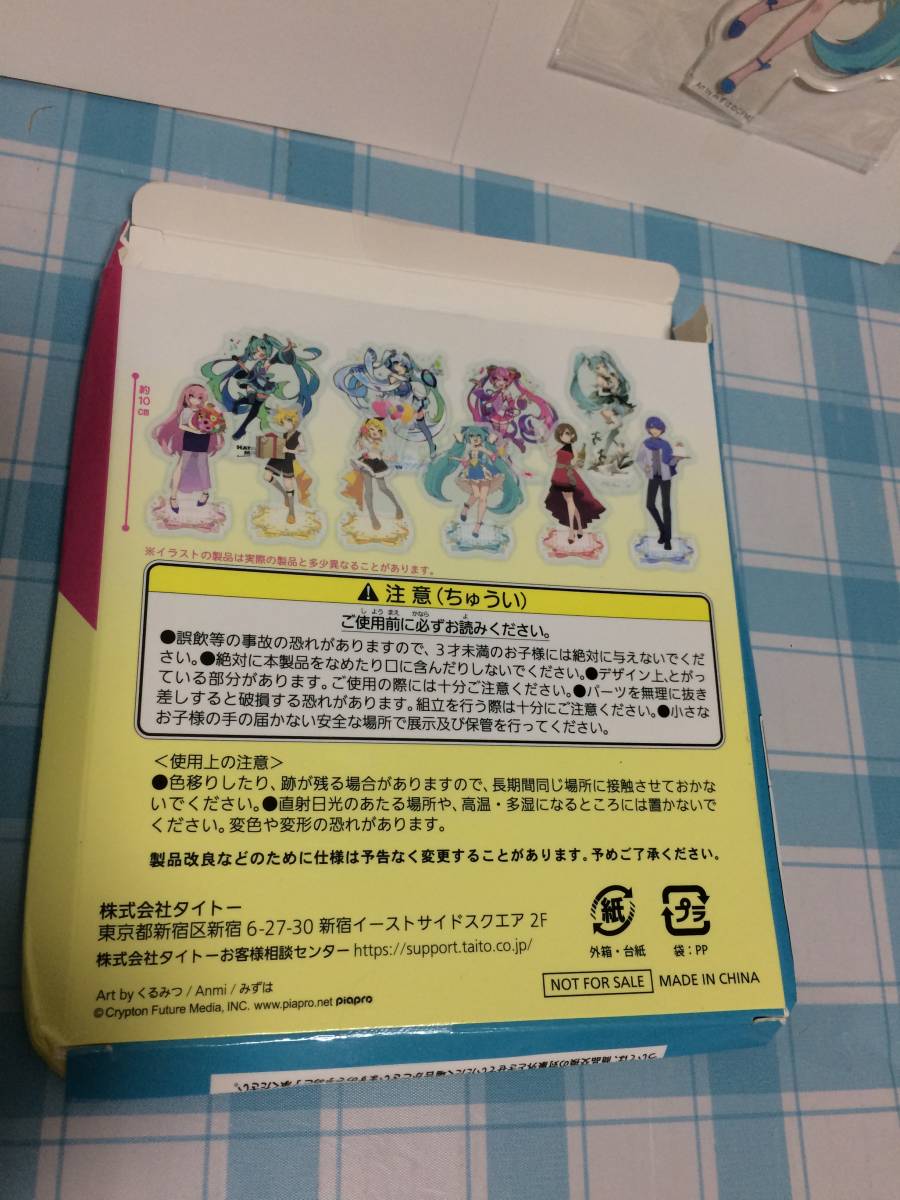 Art by みずは ©CFM
約10cm
※イラストの製品は実際の製品と多少異なることがあります。
注意(ちゅうい)
ご使用前に必ずお読みください。
●誤飲等の事故の恐れがありますので、3才未満のお子様には絶対に与えないでくだ
さい。●絶対に本製品をなめたり口に含んだりしないでください。●デザイン上、とがっ
ている部分があります。ご使用の際には十分ご注意ください。●パーツを無理に抜き
差しすると破損する恐れがあります。組立を行う際は十分にご注意ください。●小さな
お子様の手の届かない安全な場所で展示及び保管を行ってください。
<使用上の注意>
●色移りしたり、跡が残る場合がありますので、長期間同じ場所に接触させておかな
いでください。●直射日光のあたる場所や、高温・多湿になるところには置かないで
ください。変色や変形の恐れがあります。
製品改良などのために仕様は予告なく変更することがあります。予めご了承ください。
株式会社タイトー
東京都新宿区新宿 6-27-30 新宿イーストサイドスクエア 2F
株式会社タイトーお客様相談センター https://support.taito.co.jp/
紙
外箱・台紙
プラ
袋:PP
NOT FOR SALE
MADE IN CHINA
Art by くるみつ / Anmi / みずは
© Crypton Future Media, INC. www.piapro.net piapro